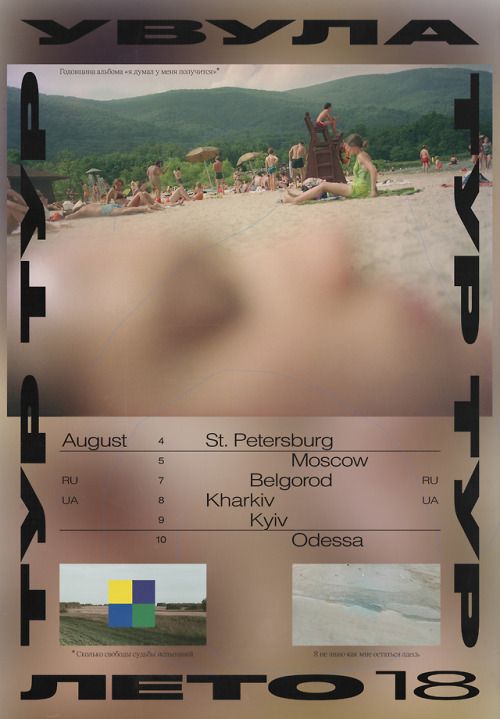 УВУЛА
Годовщина альбома «я думал у меня получится»*
ТУР ТУР
ТУР ТУР
August 4 St. Petersburg
5 Moscow
RU 7 Belgorod RU
UA 8 Kharkiv UA
9 Kyiv
10 Odessa
* Сколько свободы судьбы
Я не знаю как мне остаться здесь
ЛЕТО 18